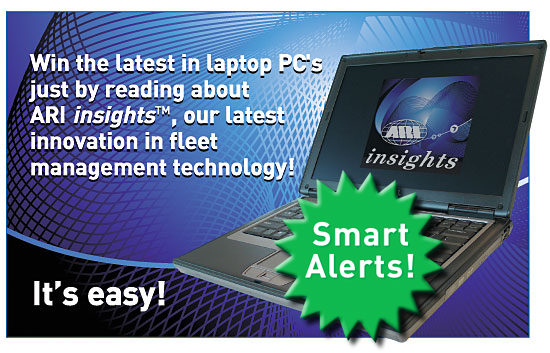 Win the latest in laptop PC's
just by reading about
ARI insights™, our latest
innovation in fleet
management technology!
ARI
insights
Smart
Alerts!
It's easy!